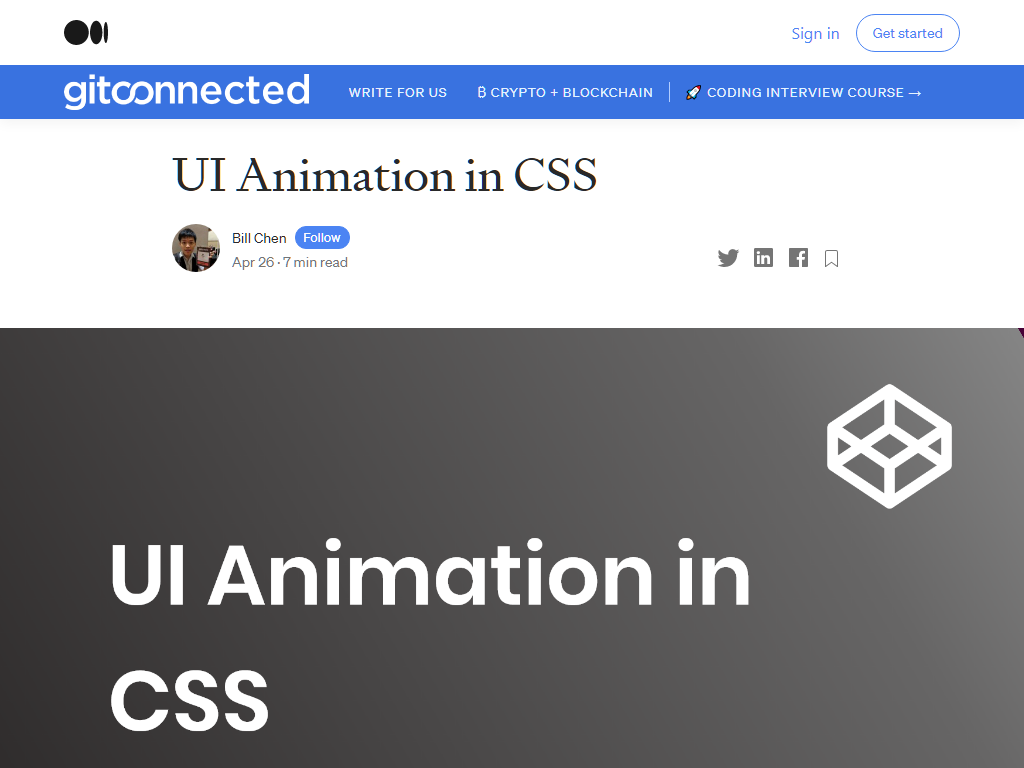 Sign in
Get started
gitconnected
WRITE FOR US
₿ CRYPTO + BLOCKCHAIN
🚀 CODING INTERVIEW COURSE →
UI Animation in CSS
Bill Chen
Follow
Apr 26 · 7 min read
UI Animation in
CSS